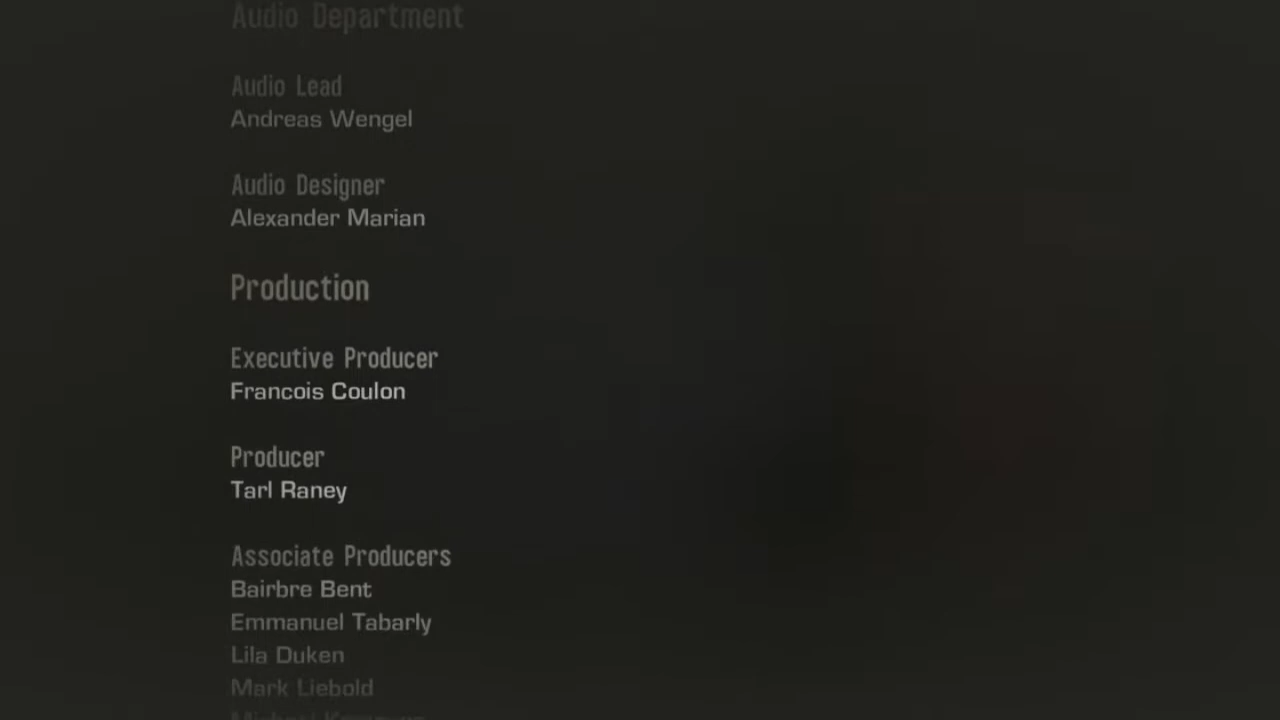 Audio Department
Audio Lead
Andreas Wengel
Audio Designer
Alexander Marian
Production
Executive Producer
Francois Coulon
Producer
Tarl Raney
Associate Producers
Bairbre Bent
Emmanuel Tabarly
Lila Duken
Mark Liebold